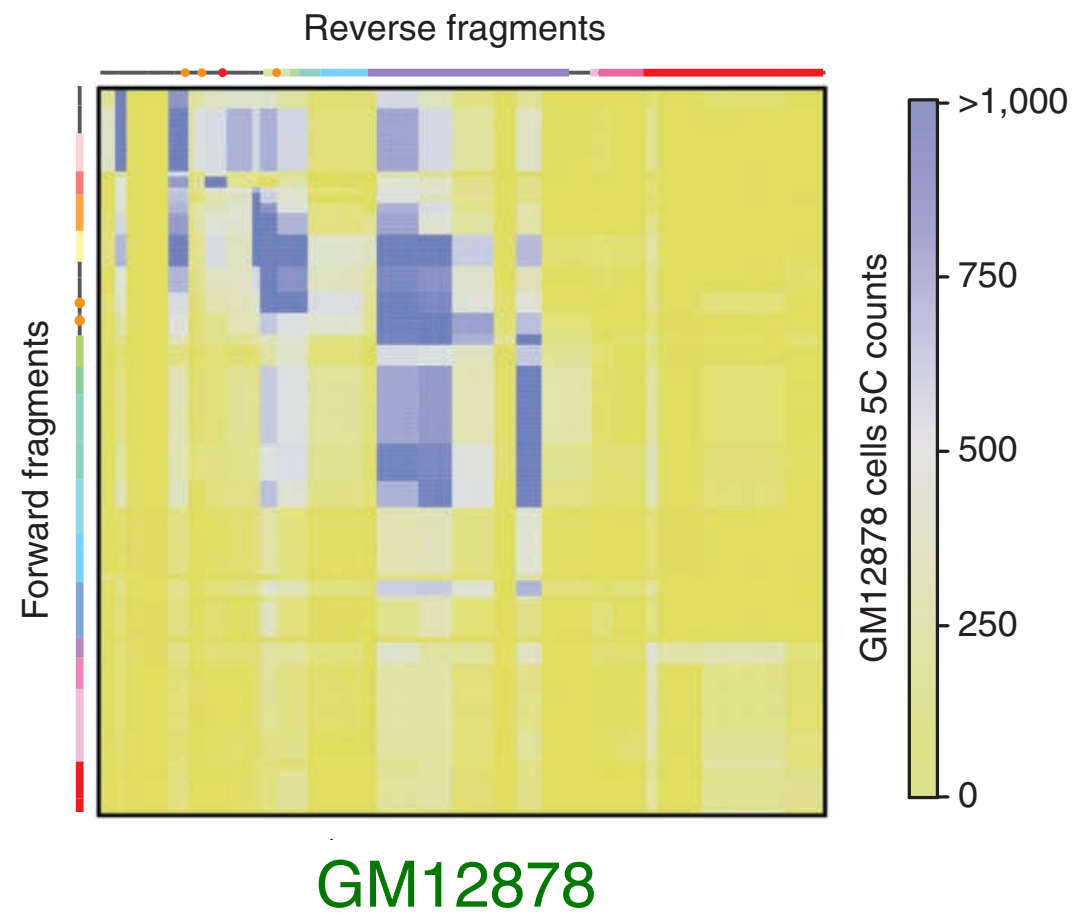 Reverse fragments
Forward fragments
>1,000
750
500
250
0
GM12878 cells 5C counts
GM12878